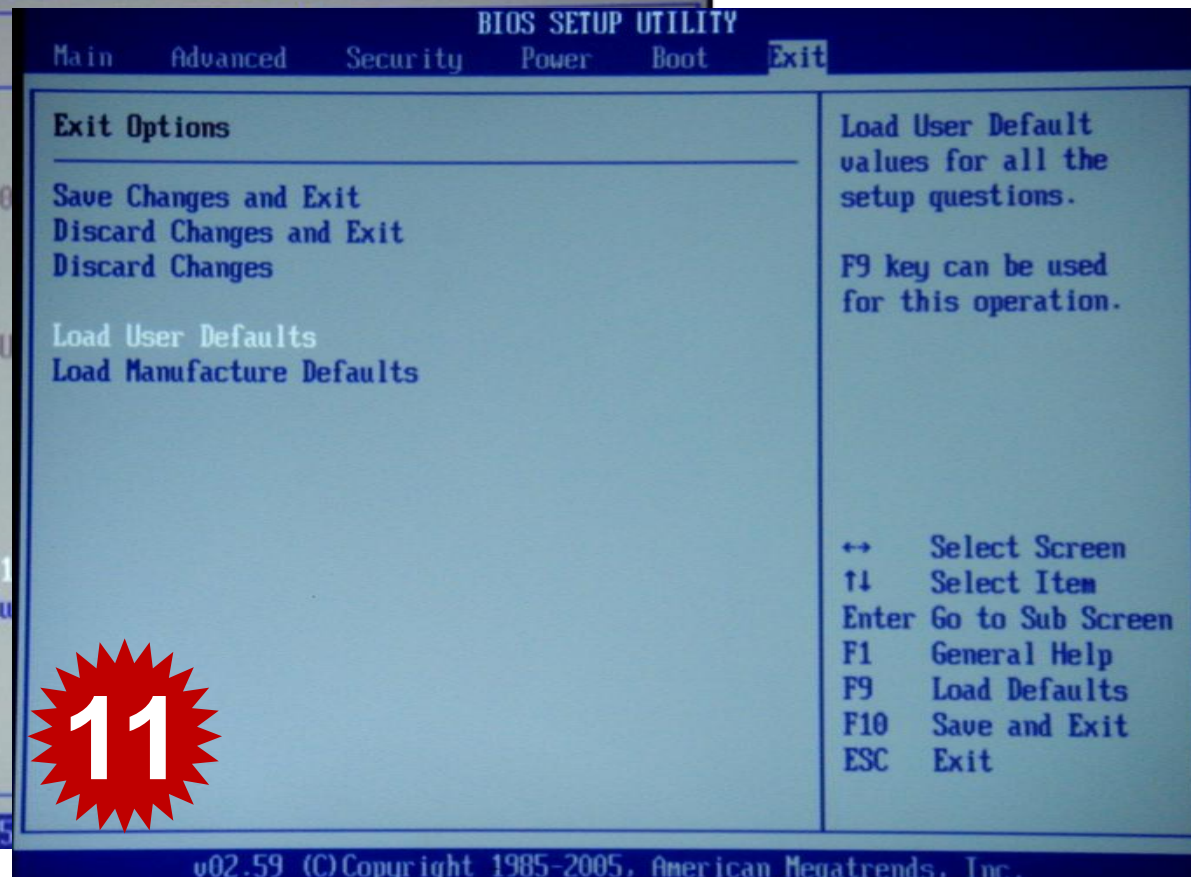 BIOS SETUP UTILITY
Main Advanced Security Power Boot Exit
Exit Options
Save Changes and Exit
Discard Changes and Exit
Discard Changes
Load User Defaults
Load Manufacture Defaults
Load User Default
values for all the
setup questions.
F9 key can be used
for this operation.
↔ Select Screen
↑↓ Select Item
Enter Go to Sub Screen
F1 General Help
F9 Load Defaults
F10 Save and Exit
ESC Exit
11
v02.59 (C)Copyright 1985-2005, American Megatrends, Inc.